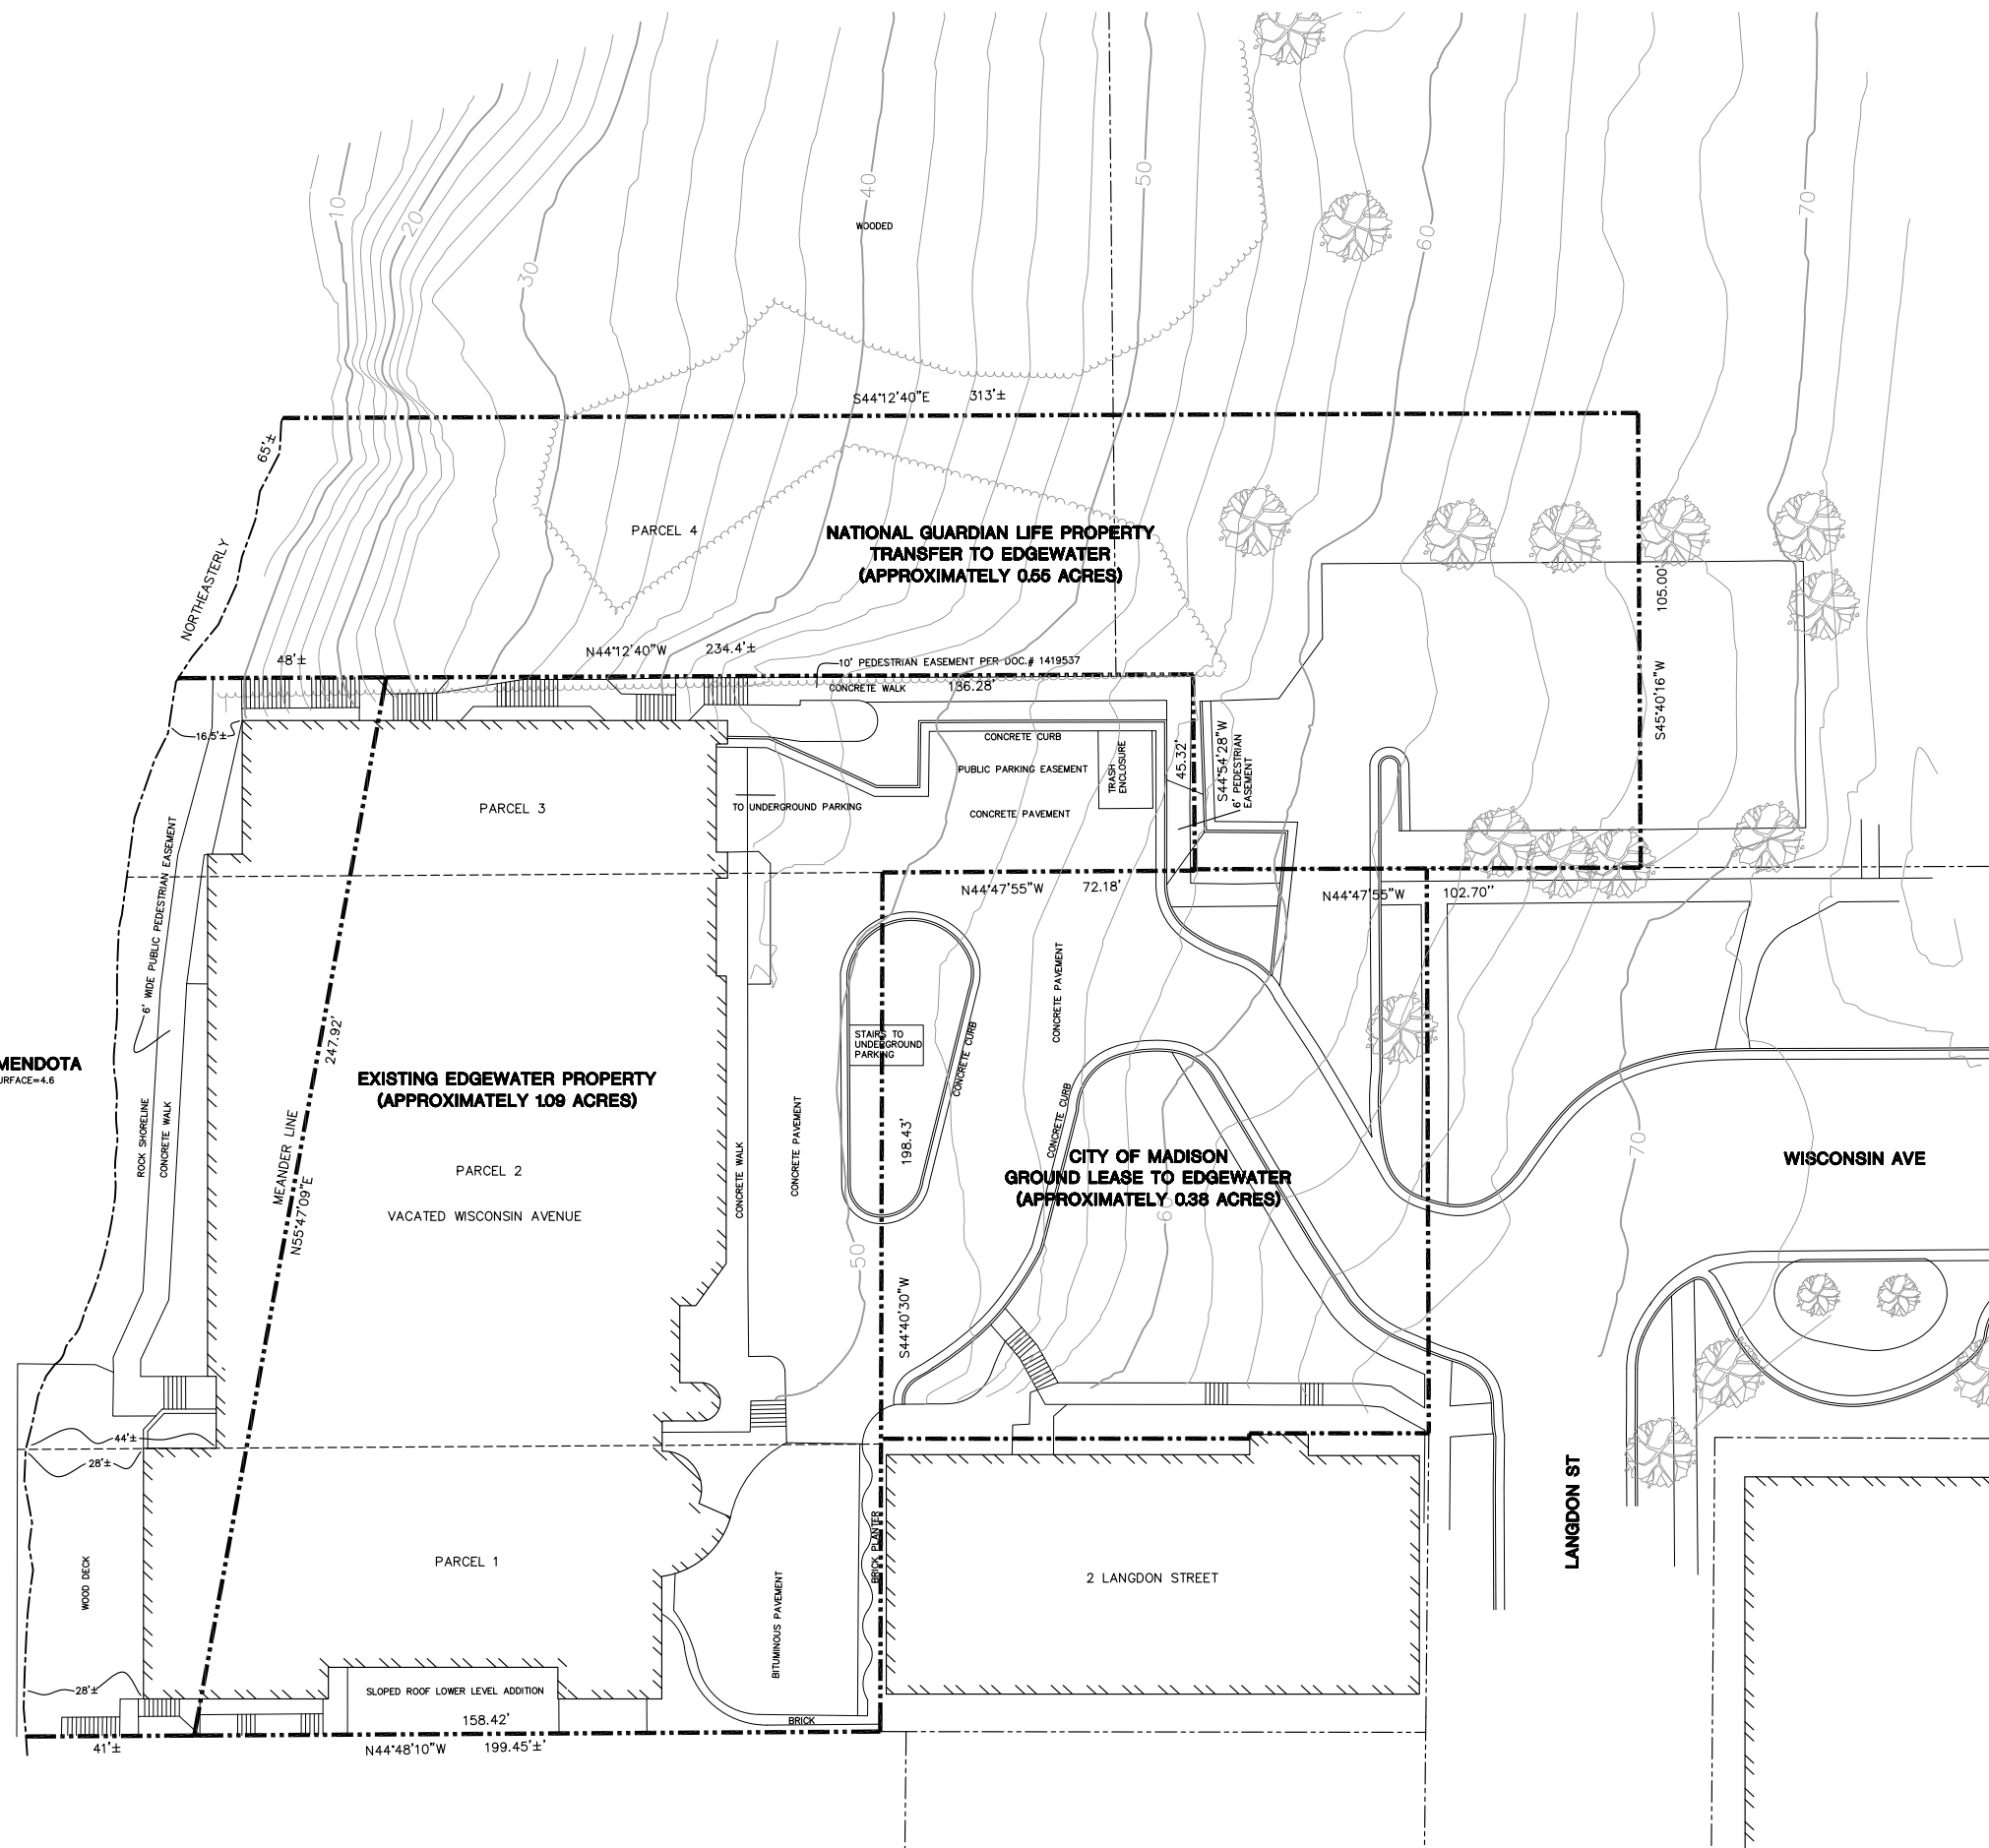 10
20
30
40
50
60
70
WOODED
S44°12'40"E 313'±
65'±
NORTHEASTERLY
PARCEL 4
NATIONAL GUARDIAN LIFE PROPERTY
TRANSFER TO EDGEWATER
(APPROXIMATELY 0.55 ACRES)
105.00'
S45°40'16"W
48'±
N44°12'40"W 234.4'±
10' PEDESTRIAN EASEMENT PER DOC.# 1419537
CONCRETE WALK
136.28'
16.5'±
CONCRETE CURB
PUBLIC PARKING EASEMENT
TRASH
ENCLOSURE
45.32'
S44°54'28"W
6' PEDESTRIAN
EASEMENT
PARCEL 3
TO UNDERGROUND PARKING
CONCRETE PAVEMENT
6' WIDE PUBLIC PEDESTRIAN EASEMENT
N44°47'55"W 72.18'
N44°47'55"W 102.70''
CONCRETE PAVEMENT
247.92'
STAIRS TO
UNDERGROUND
PARKING
CONCRETE CURB
MENDOTA
URFACE=4.6
EXISTING EDGEWATER PROPERTY
(APPROXIMATELY 1.09 ACRES)
ROCK SHORELINE
CONCRETE WALK
MEANDER LINE
N55°47'09"E
PARCEL 2
VACATED WISCONSIN AVENUE
CONCRETE WALK
CONCRETE PAVEMENT
198.43'
CONCRETE CURB
CITY OF MADISON
GROUND LEASE TO EDGEWATER
(APPROXIMATELY 0.38 ACRES)
60
70
WISCONSIN AVE
50
S44°40'30"W
44'±
28'±
WOOD DECK
PARCEL 1
BITUMINOUS PAVEMENT
BRICK PLANTER
2 LANGDON STREET
LANGDON ST
28'±
SLOPED ROOF LOWER LEVEL ADDITION
158.42'
BRICK
41'±
N44°48'10"W 199.45'±'